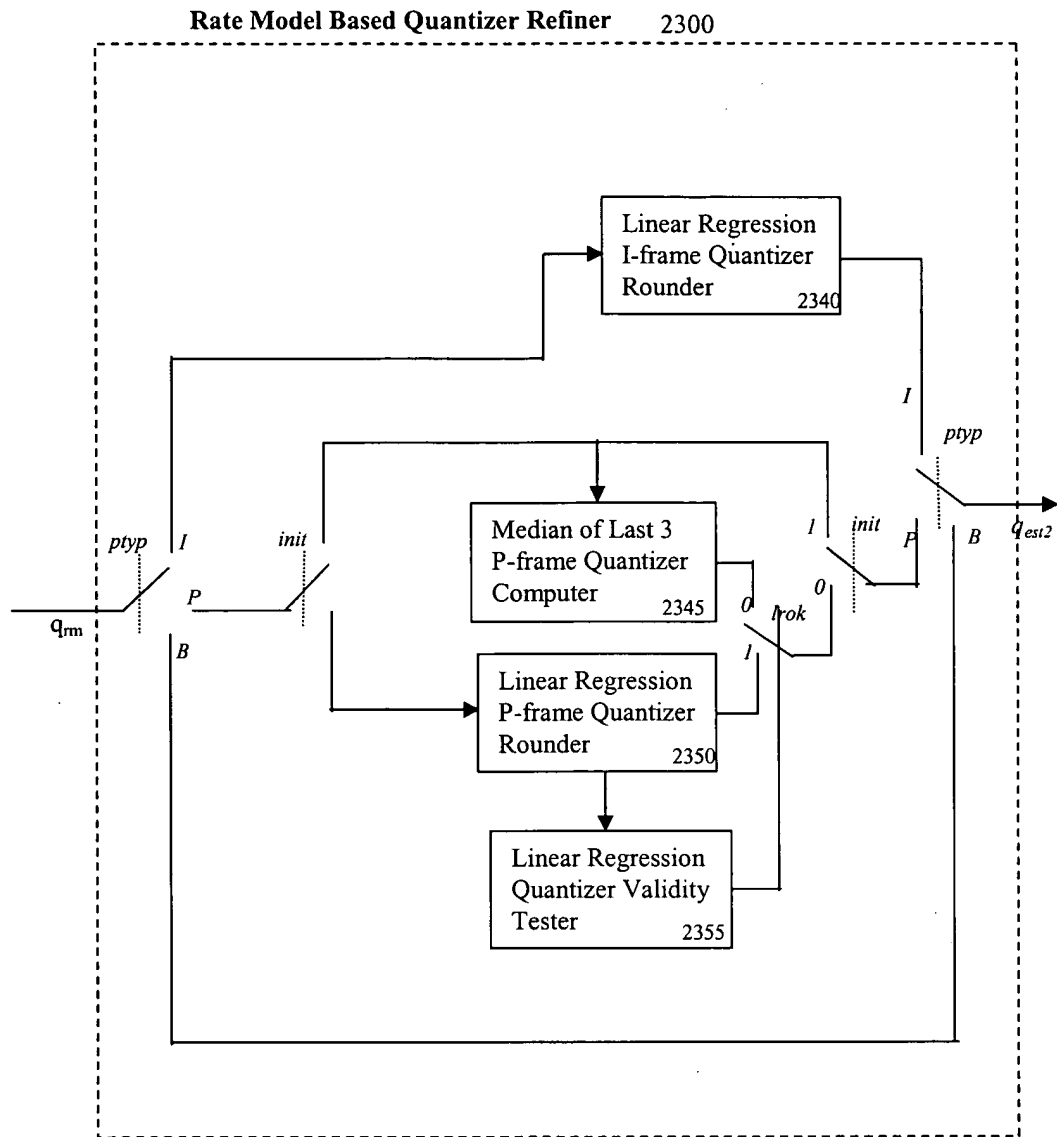 Rate Model Based Quantizer Refiner 2300
Linear Regression
I-frame Quantizer
Rounder
2340
I
ptyp
Median of Last 3
P-frame Quantizer
Computer
2345
ptyp
I
init
1
init
P
B
q_est2
P
0
lrok
0
q_rm
B
1
Linear Regression
P-frame Quantizer
Rounder
2350
Linear Regression
Quantizer Validity
Tester
2355